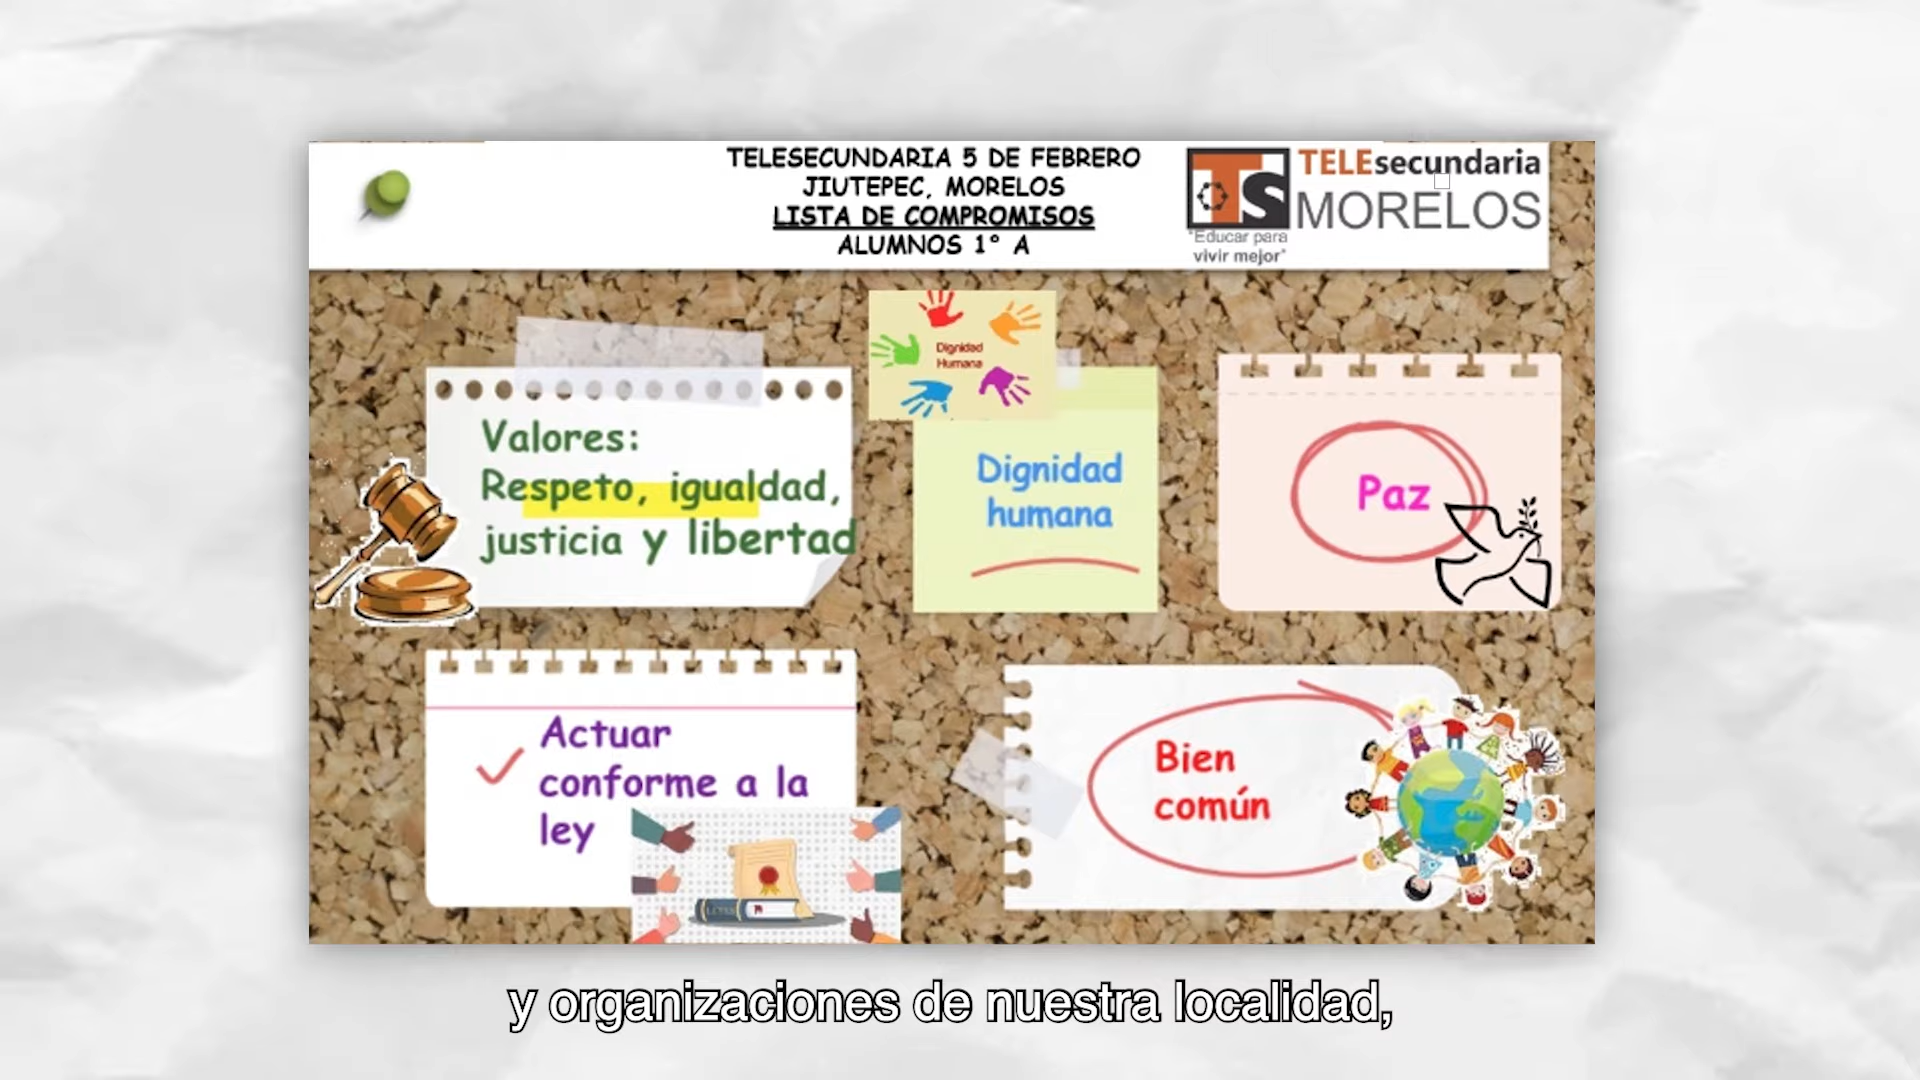 TELESECUNDARIA 5 DE FEBRERO
JIUTEPEC, MORELOS
LISTA DE COMPROMISOS
ALUMNOS 1° A
TS
TELEsecundaria
MORELOS
"Educar para
vivir mejor"
Valores:
Respeto, igualdad,
justicia y libertad
Dignidad
Humana
Dignidad
humana
Paz
Actuar
conforme a la
ley
Bien
común
y organizaciones de nuestra localidad,